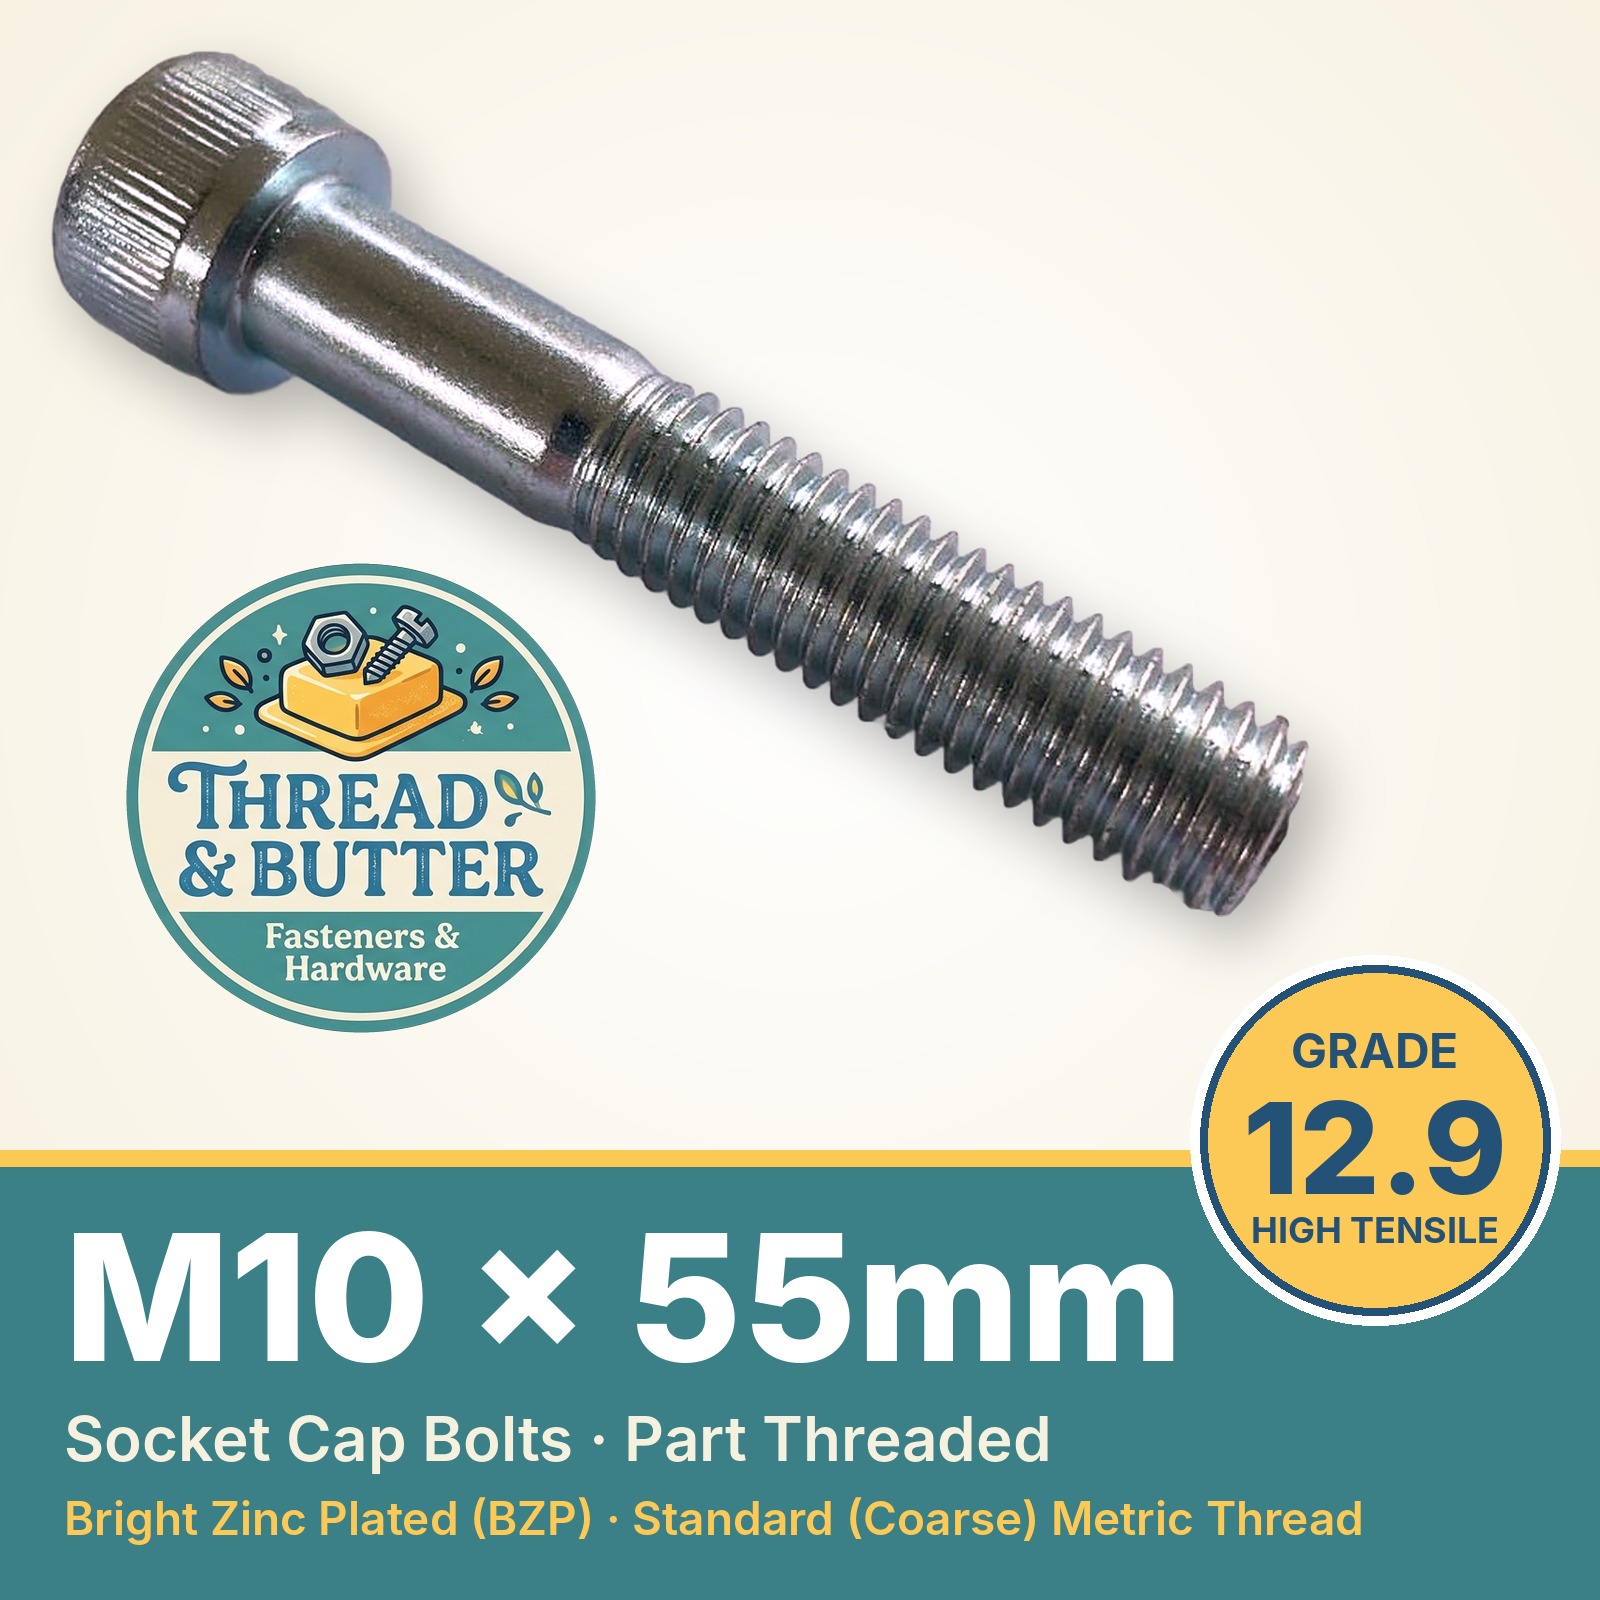 THREAD
& BUTTER
Fasteners &
Hardware
GRADE
12.9
HIGH TENSILE
M10 × 55mm
Socket Cap Bolts · Part Threaded
Bright Zinc Plated (BZP) · Standard (Coarse) Metric Thread